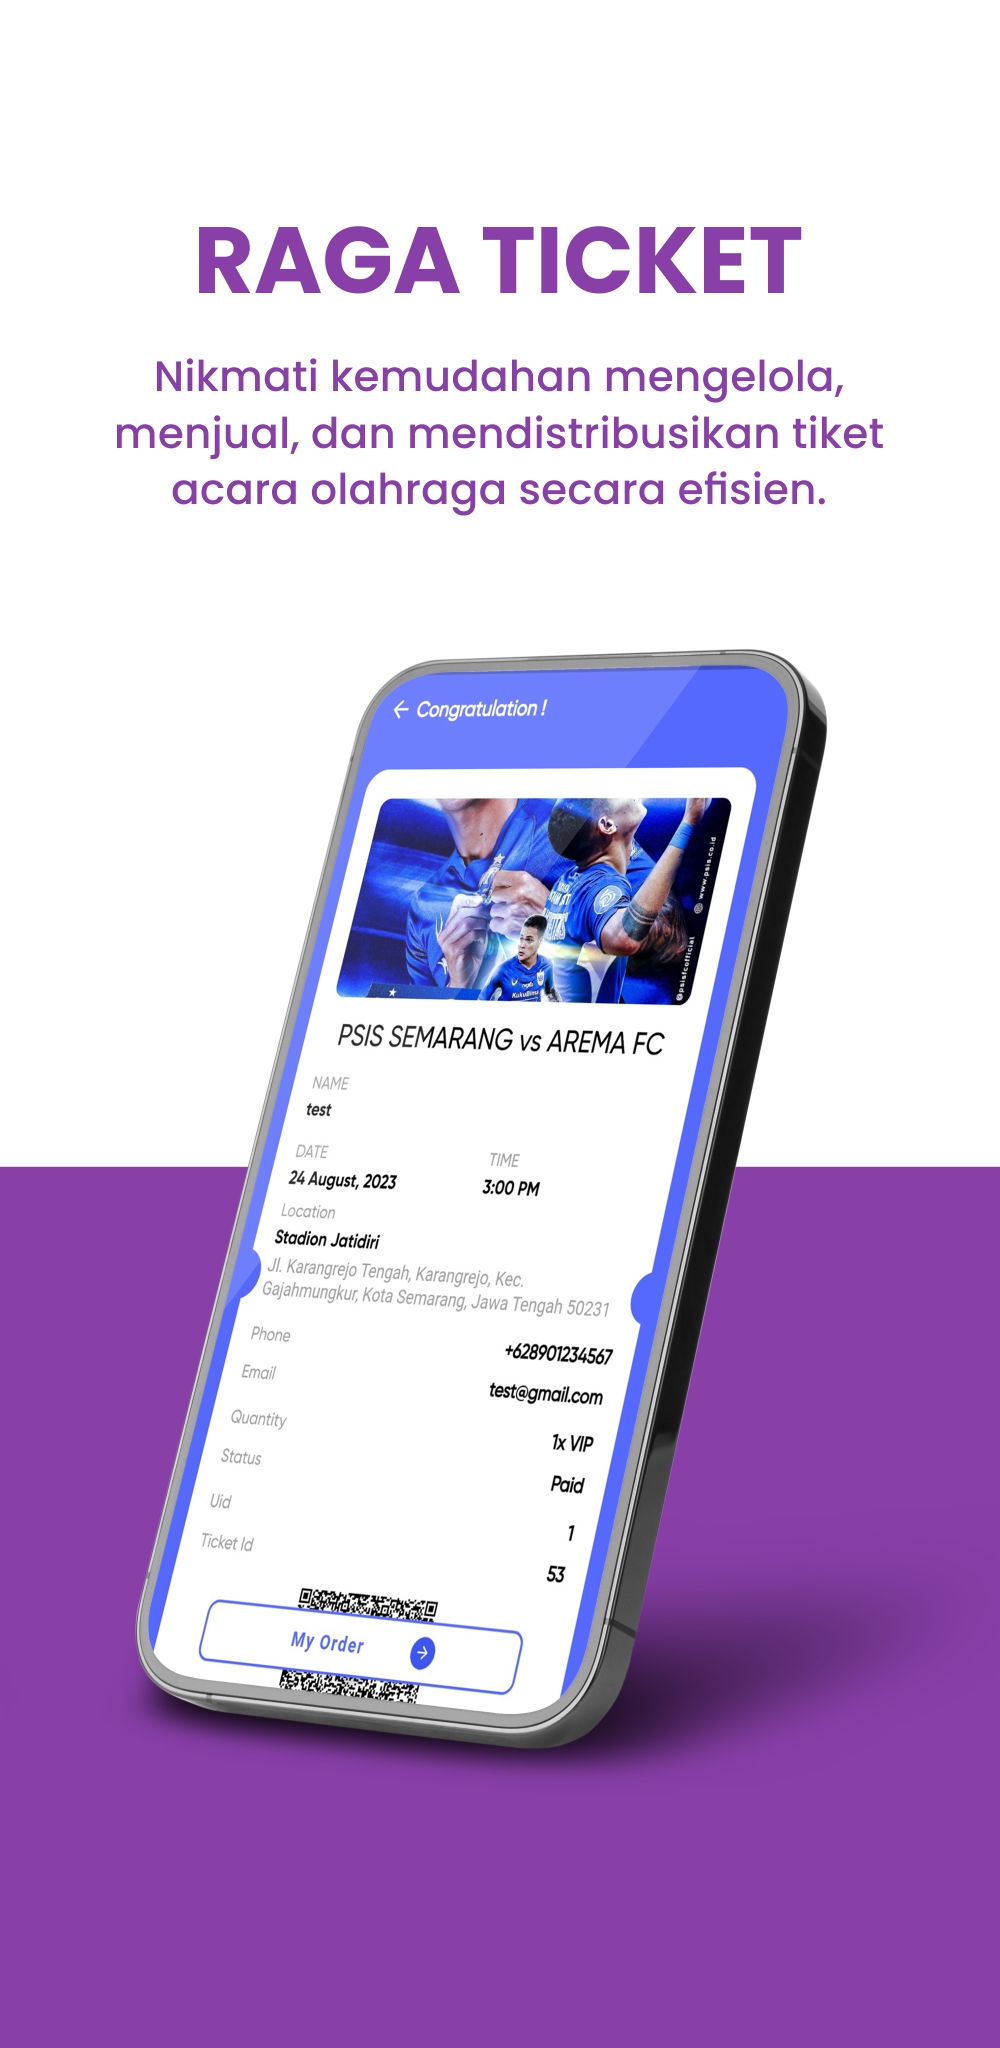 RAGA TICKET
Nikmati kemudahan mengelola,
menjual, dan mendistribusikan tiket
acara olahraga secara efisien.
Congratulation !
www.psis.co.id
@psisfcofficial
KukuBima
PSIS SEMARANG vs AREMA FC
NAME
test
DATE TIME
24 August, 2023 3:00 PM
Location
Stadion Jatidiri
Jl. Karangrejo Tengah, Karangrejo, Kec.
Gajahmungkur, Kota Semarang, Jawa Tengah 50231
Phone +628901234567
Email test@gmail.com
Quantity 1x VIP
Status Paid
Uid 1
Ticket Id 53
My Order